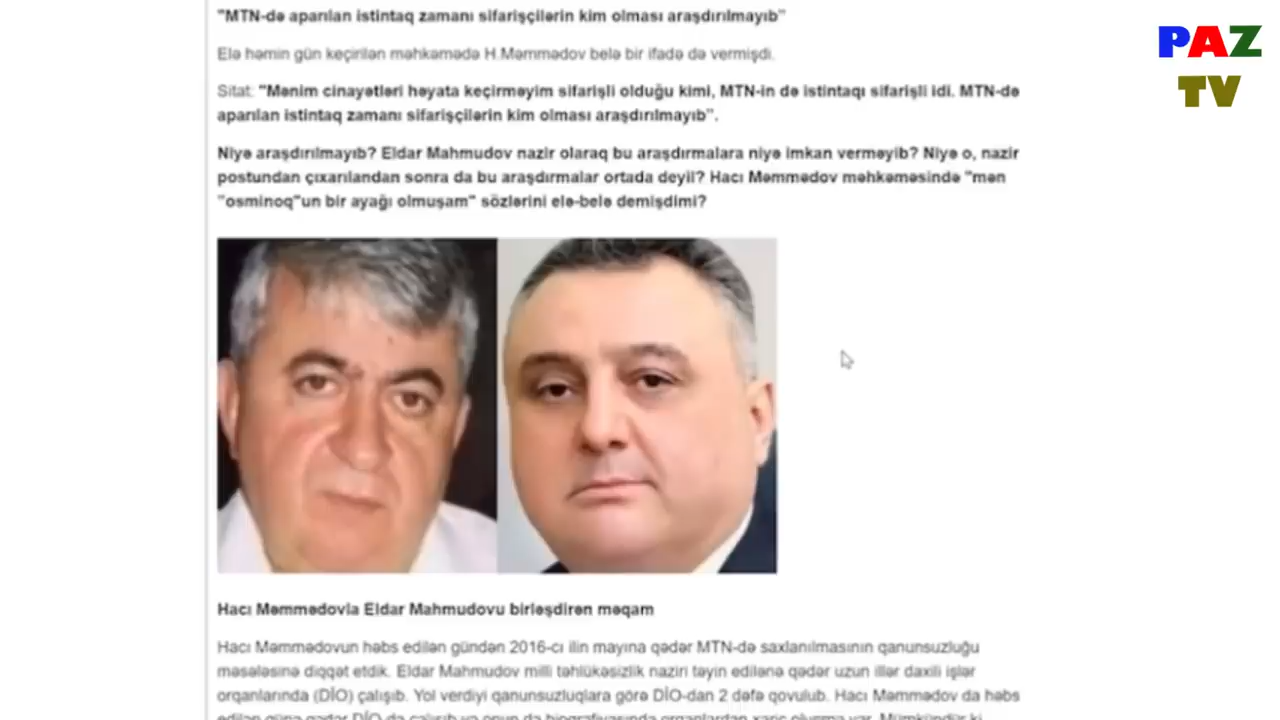 "MTN-də aparılan istintaq zamanı sifarişçilərin kim olması araşdırılmayıb"
PAZ
TV
Elə həmin gün keçirilən məhkəmədə H.Məmmədov belə bir ifadə də vermişdi.
Sitat: "Mənim cinayətləri həyata keçirməyim sifarişli olduğu kimi, MTN-in də istintaqı sifarişli idi. MTN-də
aparılan istintaq zamanı sifarişçilərin kim olması araşdırılmayıb".
Niyə araşdırılmayıb? Eldar Mahmudov nazir olaraq bu araşdırmalara niyə imkan verməyib? Niyə o, nazir
postundan çıxarılandan sonra da bu araşdırmalar ortada deyil? Hacı Məmmədov məhkəməsində "mən
"osminoq"un bir ayağı olmuşam" sözlərini elə-belə demişdimi?
Hacı Məmmədovla Eldar Mahmudovu birləşdirən məqam
Hacı Məmmədovun həbs edilən gündən 2016-cı ilin mayına qədər MTN-də saxlanılmasının qanunsuzluğu
məsələsinə diqqət etdik. Eldar Mahmudov milli təhlükəsizlik naziri təyin edilənə qədər uzun illər daxili işlər
orqanlarında (DİO) çalışıb. Yol verdiyi qanunsuzluqlara görə DİO-dan 2 dəfə qovulub. Hacı Məmmədov da həbs